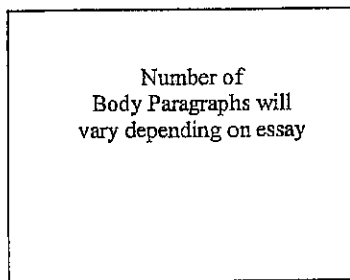 Number of
Body Paragraphs will
vary depending on essay